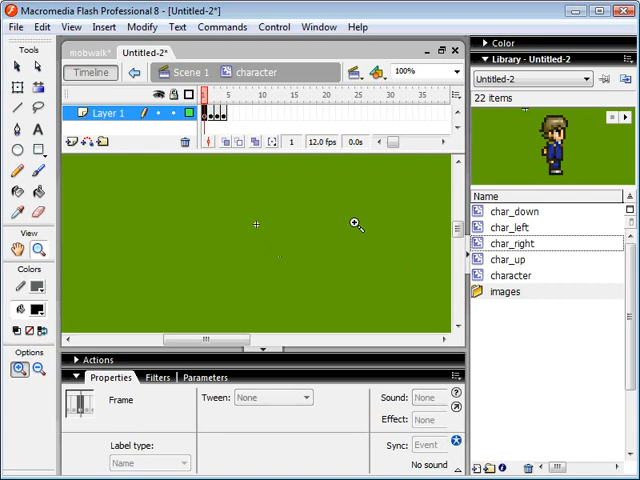 Macromedia Flash Professional 8 - [Untitled-2*]
File Edit View Insert Modify Text Commands Control Window Help
Tools
View
Colors
Options
mobwalk* Untitled-2*
Timeline Scene 1 character 100%
1 5 10 15 20 25 30 35
Layer 1
1 12.0 fps 0.0s
Actions
Properties Filters Parameters
Frame Tween: None Sound: None
Effect: None
Label type: Sync: Event
Name No sound
Color
Library - Untitled-2
Untitled-2
22 items
Name
char_down
char_left
char_right
char_up
character
images